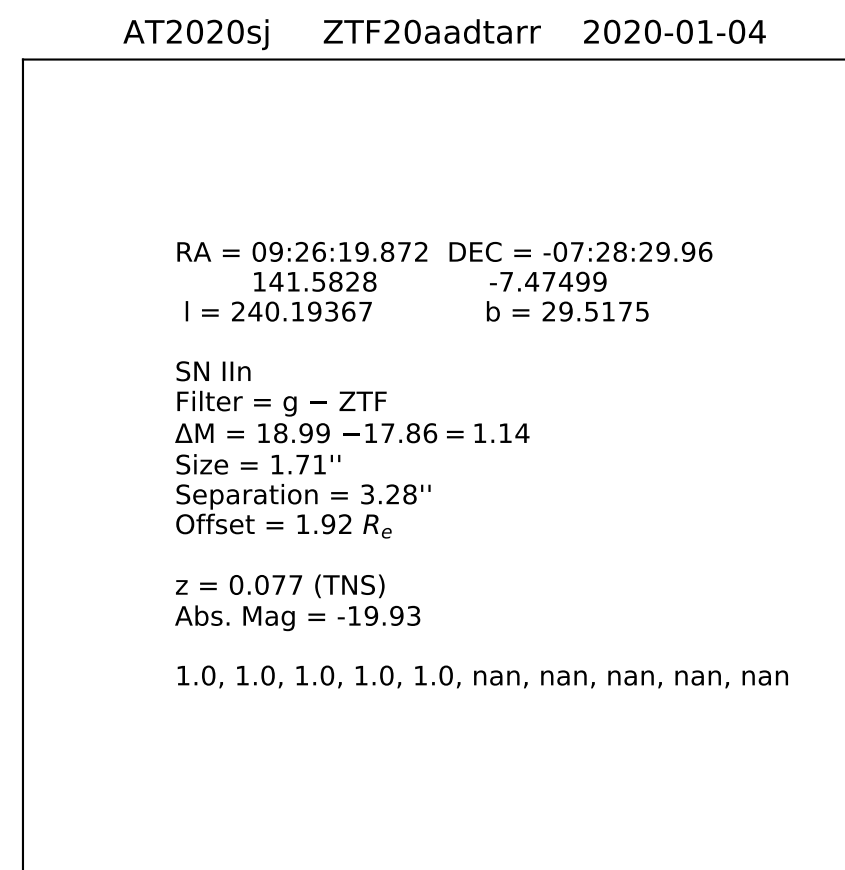 AT2020sj ZTF20aadtarr 2020-01-04
RA = 09:26:19.872 DEC = -07:28:29.96
141.5828 -7.47499
l = 240.19367 b = 29.5175
SN IIn
Filter = g − ZTF
ΔM = 18.99 −17.86 = 1.14
Size = 1.71''
Separation = 3.28''
Offset = 1.92 Rₑ
z = 0.077 (TNS)
Abs. Mag = -19.93
1.0, 1.0, 1.0, 1.0, 1.0, nan, nan, nan, nan, nan